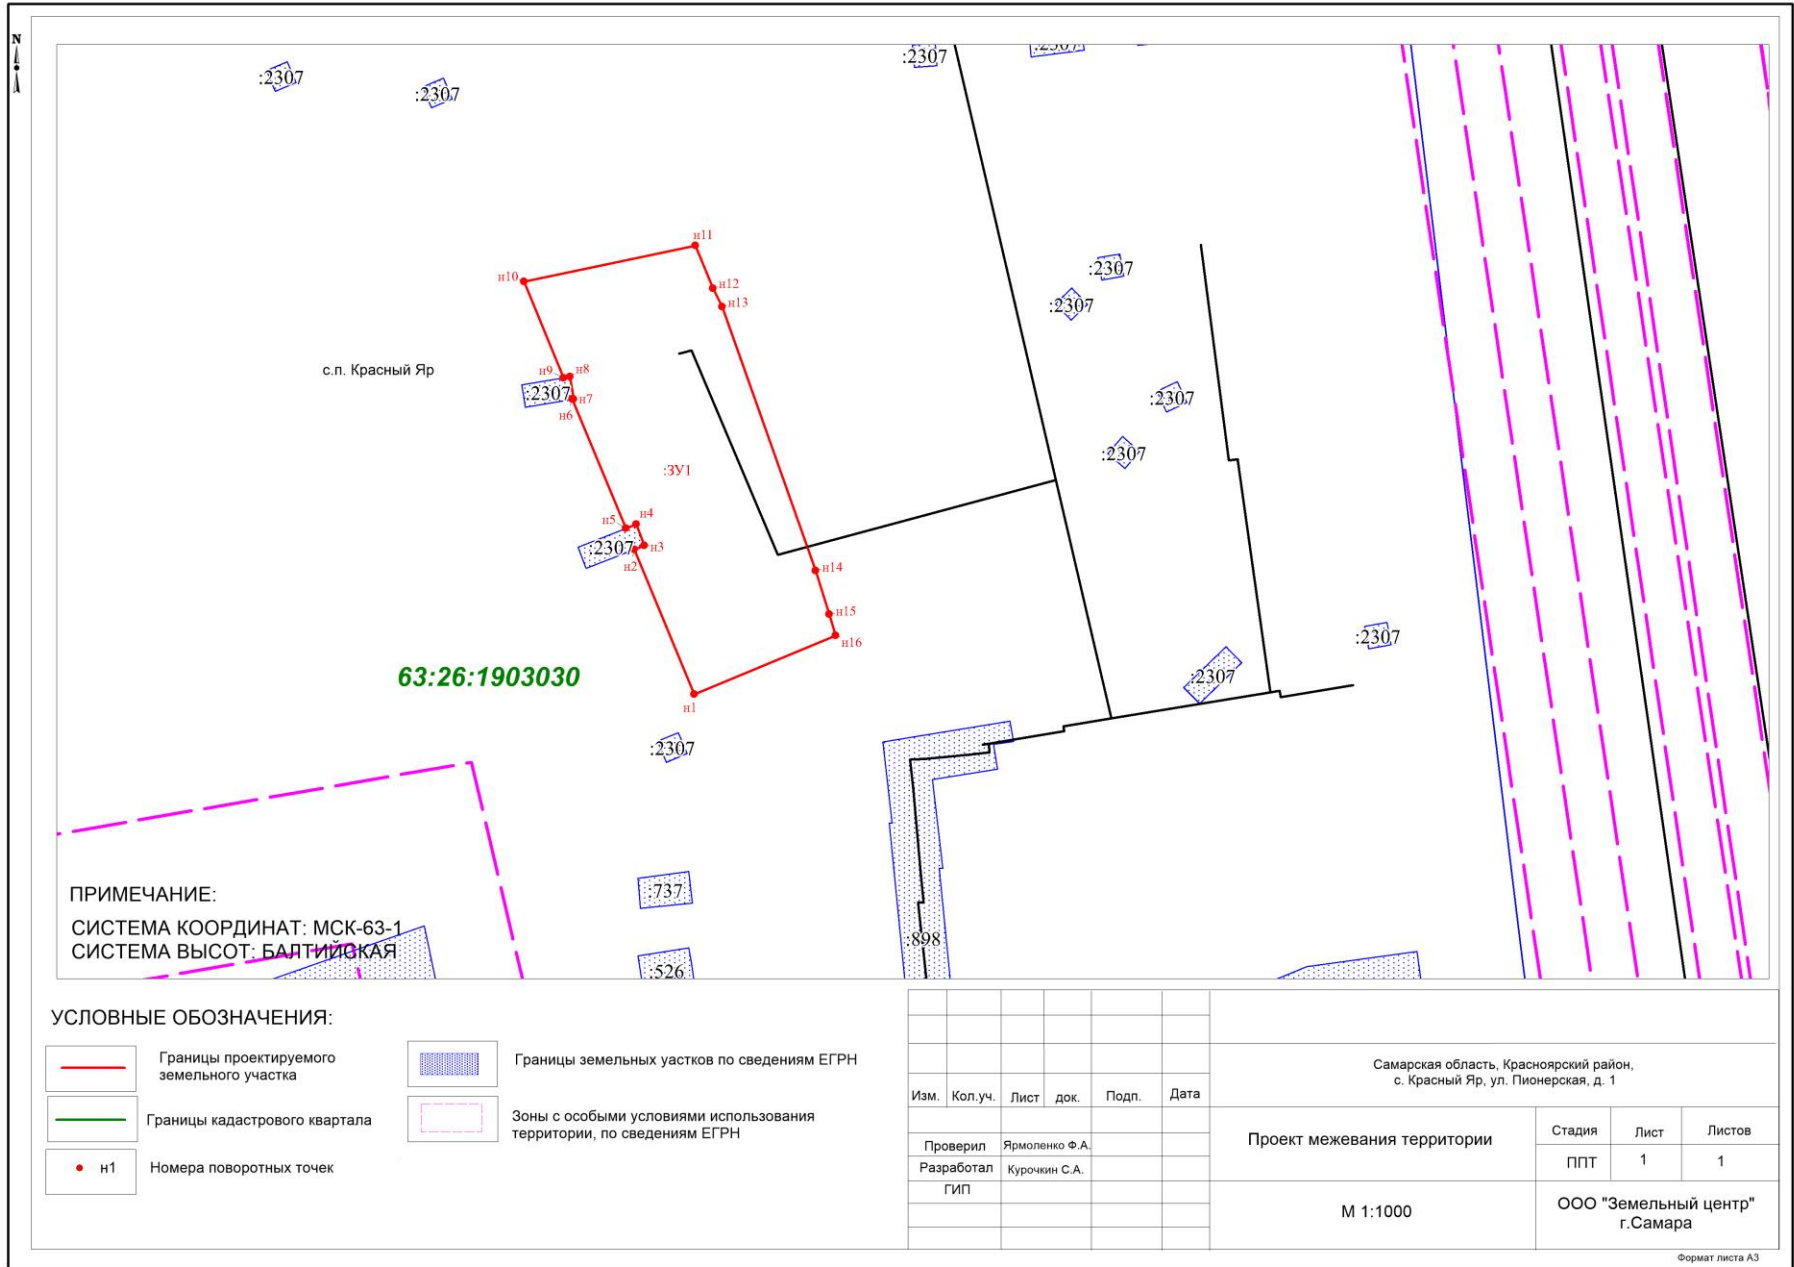 N
:2307
:2307
:2307
:2307
н11
н10
н12
н13
:2307
:2307
с.п. Красный Яр
н9
н8
:2307
н7
н6
:2307
:2307
:ЗУ1
н5
н4
:2307
н3
н2
н14
н15
н16
:2307
63:26:1903030
:2307
н1
:2307
:737
ПРИМЕЧАНИЕ:
СИСТЕМА КООРДИНАТ: МСК-63-1
СИСТЕМА ВЫСОТ: БАЛТИЙСКАЯ
:898
:526
УСЛОВНЫЕ ОБОЗНАЧЕНИЯ:
Границы проектируемого
земельного участка
Границы земельных уастков по сведениям ЕГРН
Границы кадастрового квартала
Зоны с особыми условиями использования
территории, по сведениям ЕГРН
н1
Номера поворотных точек
Самарская область, Красноярский район,
с. Красный Яр, ул. Пионерская, д. 1
Изм. Кол.уч. Лист док. Подп. Дата
Проект межевания территории
Стадия Лист Листов
Проверил Ярмоленко Ф.А.
ППТ 1 1
Разработал Курочкин С.А.
ГИП
М 1:1000
ООО "Земельный центр"
г.Самара
Формат листа А3